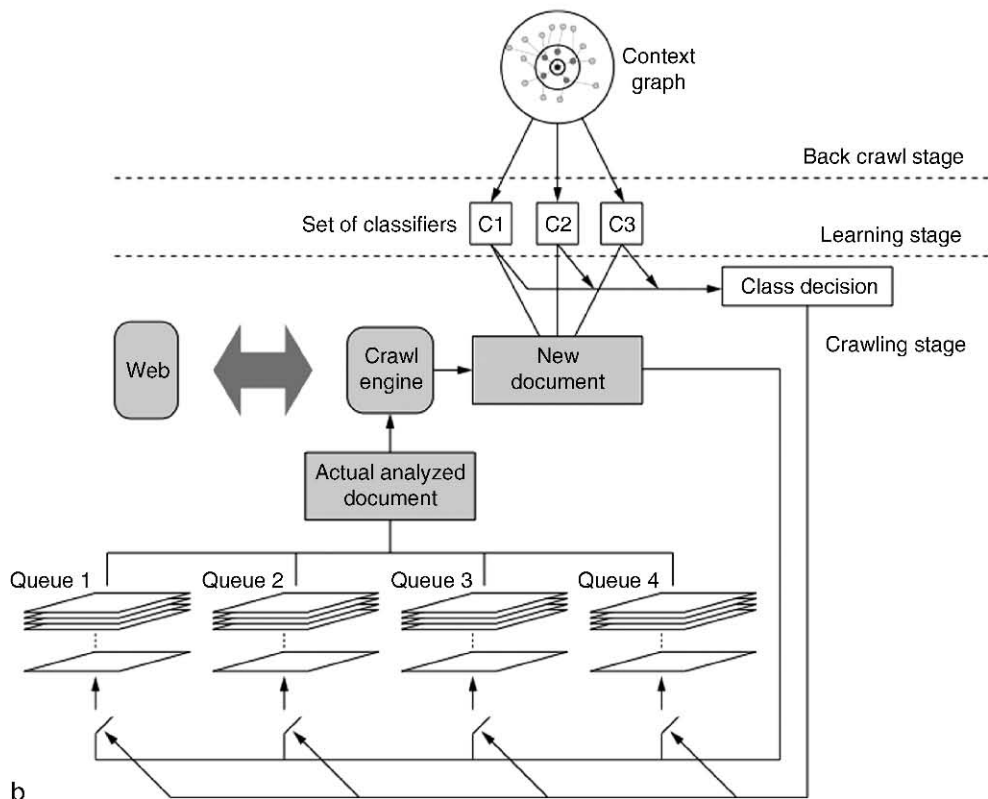 Context
graph
Back crawl stage
Set of classifiers
C1
C2
C3
Learning stage
Class decision
Crawling stage
Web
Crawl
engine
New
document
Actual analyzed
document
Queue 1
Queue 2
Queue 3
Queue 4
b